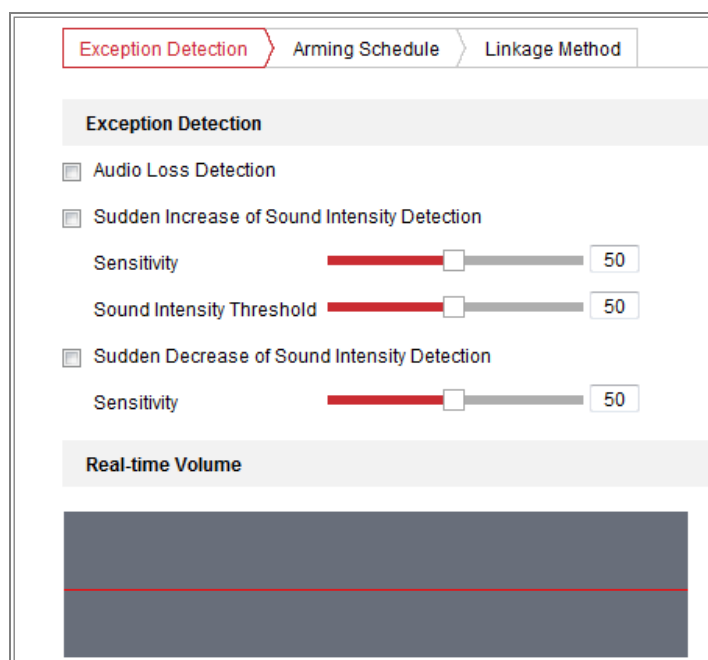 Exception Detection Arming Schedule Linkage Method
Exception Detection
Audio Loss Detection
Sudden Increase of Sound Intensity Detection
Sensitivity 50
Sound Intensity Threshold 50
Sudden Decrease of Sound Intensity Detection
Sensitivity 50
Real-time Volume